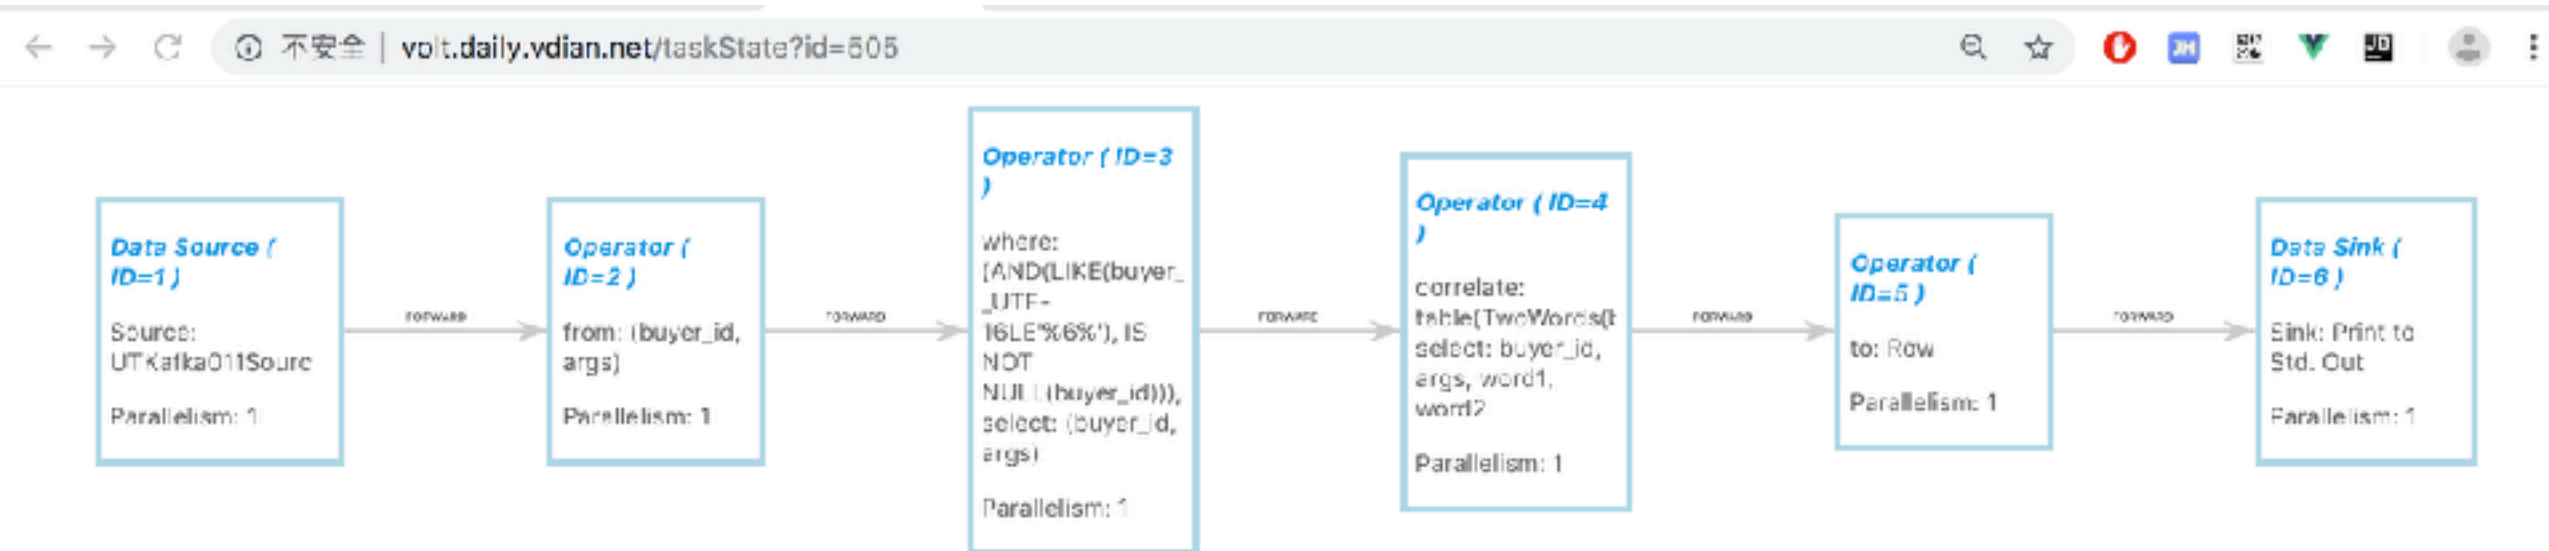 不安全 | volt.daily.vdian.net/taskState?id=505
Data Source (
ID=1 )
Source:
UTKafka011Sourc
Parallelism: 1
FORWARD
Operator (
ID=2 )
from: (buyer_id,
args)
Parallelism: 1
FORWARD
Operator ( ID=3
)
where:
(AND(LIKE(buyer_
_UTF-
16LE'%6%'), IS
NOT
NULL(buyer_id))),
select: (buyer_id,
args)
Parallelism: 1
FORWARD
Operator ( ID=4
)
correlate:
table(TwoWords(b
select: buyer_id,
args, word1,
word2
Parallelism: 1
FORWARD
Operator (
ID=5 )
to: Row
Parallelism: 1
FORWARD
Data Sink (
ID=6 )
Sink: Print to
Std. Out
Parallelism: 1